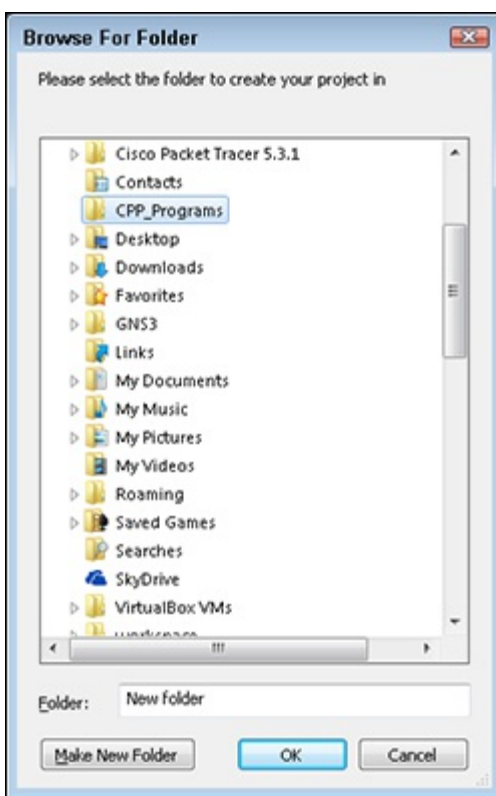 Browse For Folder
Please select the folder to create your project in
Cisco Packet Tracer 5.3.1
Contacts
CPP_Programs
Desktop
Downloads
Favorites
GNS3
Links
My Documents
My Music
My Pictures
My Videos
Roaming
Saved Games
Searches
SkyDrive
VirtualBox VMs
workspace
Folder: New folder
Make New Folder OK Cancel